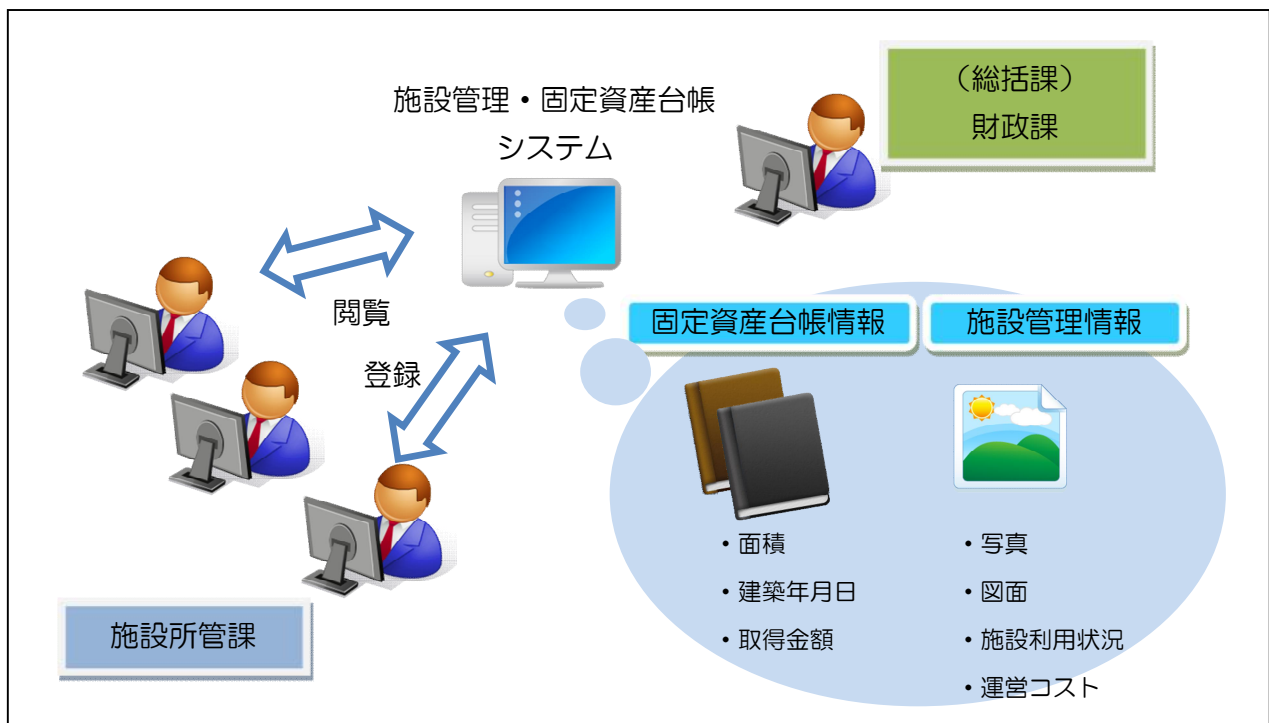 (総括課)
財政課
施設管理・固定資産台帳
システム
閲覧
登録
固定資産台帳情報
施設管理情報
・面積
・建築年月日
・取得金額
・写真
・図面
・施設利用状況
・運営コスト
施設所管課